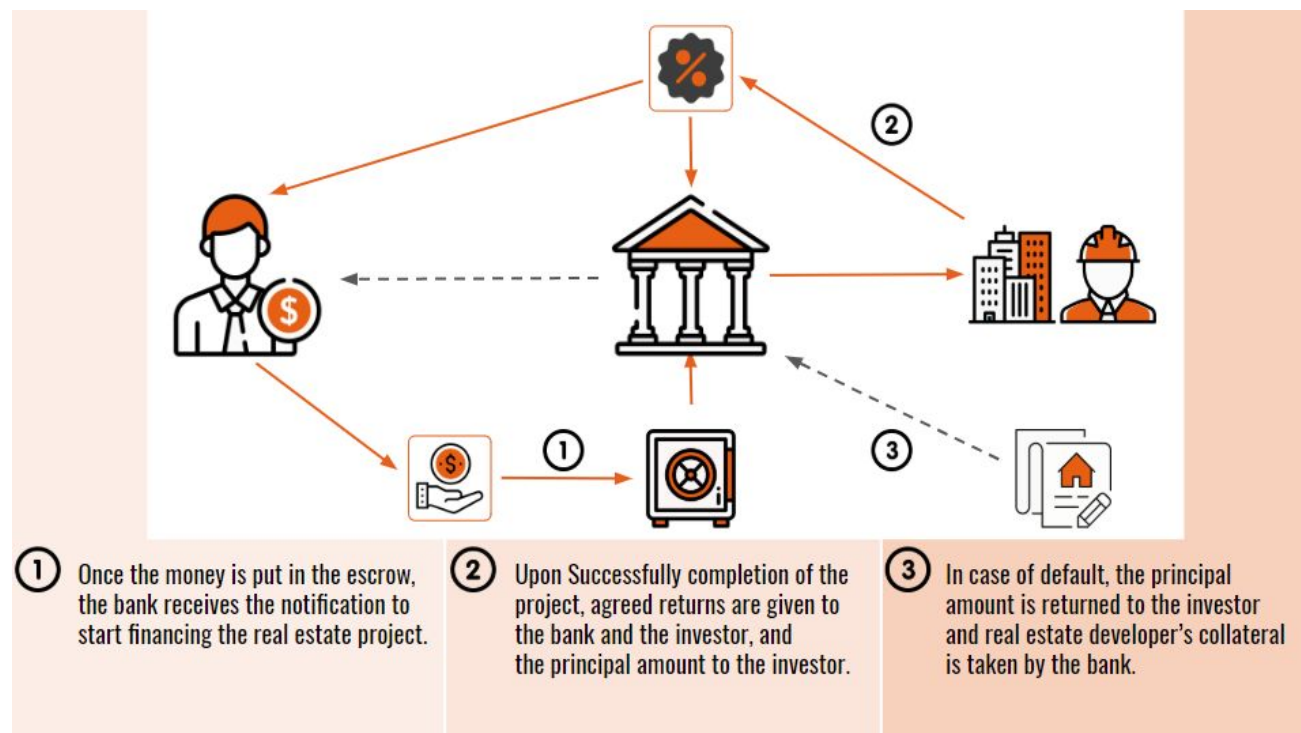 %
2
$
$
1
3
1 Once the money is put in the escrow,
the bank receives the notification to
start financing the real estate project.
2 Upon Successfully completion of the
project, agreed returns are given to
the bank and the investor, and
the principal amount to the investor.
3 In case of default, the principal
amount is returned to the investor
and real estate developer's collateral
is taken by the bank.